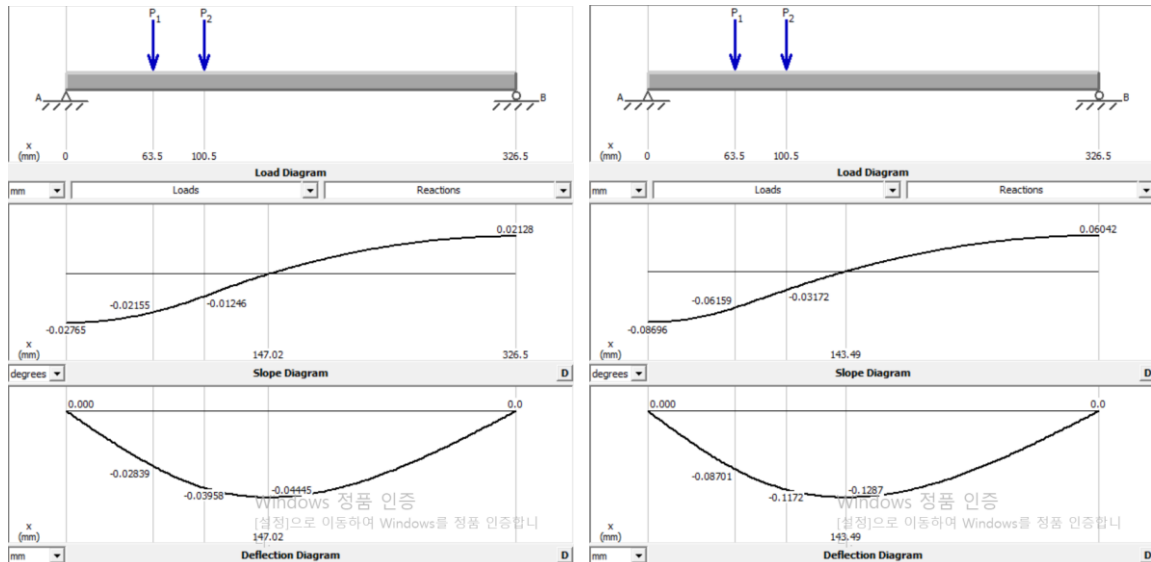 P1 P2
A B
x
(mm) 0 63.5 100.5 326.5
Load Diagram
mm Loads Reactions
0.02128
-0.02155
-0.01246
-0.02765
x
(mm) 147.02 326.5
degrees Slope Diagram D
0.000 0.0
-0.02839
-0.03958
-0.04445
Windows 정품 인증
[설정]으로 이동하여 Windows를 정품 인증합니
147.02
mm Deflection Diagram D
P1 P2
A B
x
(mm) 0 63.5 100.5 326.5
Load Diagram
mm Loads Reactions
0.06042
-0.06159
-0.03172
-0.08696
x
(mm) 143.49
degrees Slope Diagram D
0.000 0.0
-0.08701
-0.1172
-0.1287
Windows 정품 인증
[설정]으로 이동하여 Windows를 정품 인증합니
143.49
mm Deflection Diagram D